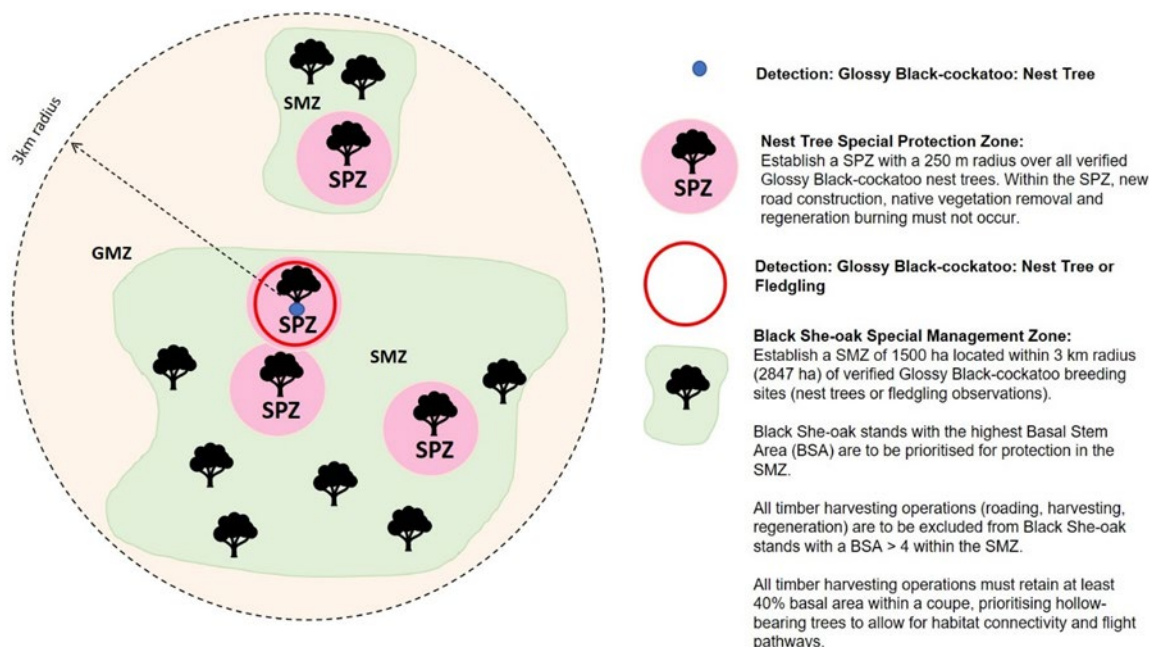 3km radius
SMZ
SPZ
GMZ
SPZ
SMZ
SPZ
SPZ
Detection: Glossy Black-cockatoo: Nest Tree
SPZ
Nest Tree Special Protection Zone:
Establish a SPZ with a 250 m radius over all verified
Glossy Black-cockatoo nest trees. Within the SPZ, new
road construction, native vegetation removal and
regeneration burning must not occur.
Detection: Glossy Black-cockatoo: Nest Tree or
Fledgling
Black She-oak Special Management Zone:
Establish a SMZ of 1500 ha located within 3 km radius
(2847 ha) of verified Glossy Black-cockatoo breeding
sites (nest trees or fledgling observations).
Black She-oak stands with the highest Basal Stem
Area (BSA) are to be prioritised for protection in the
SMZ.
All timber harvesting operations (roading, harvesting,
regeneration) are to be excluded from Black She-oak
stands with a BSA > 4 within the SMZ.
All timber harvesting operations must retain at least
40% basal area within a coupe, prioritising hollow-
bearing trees to allow for habitat connectivity and flight
pathways.